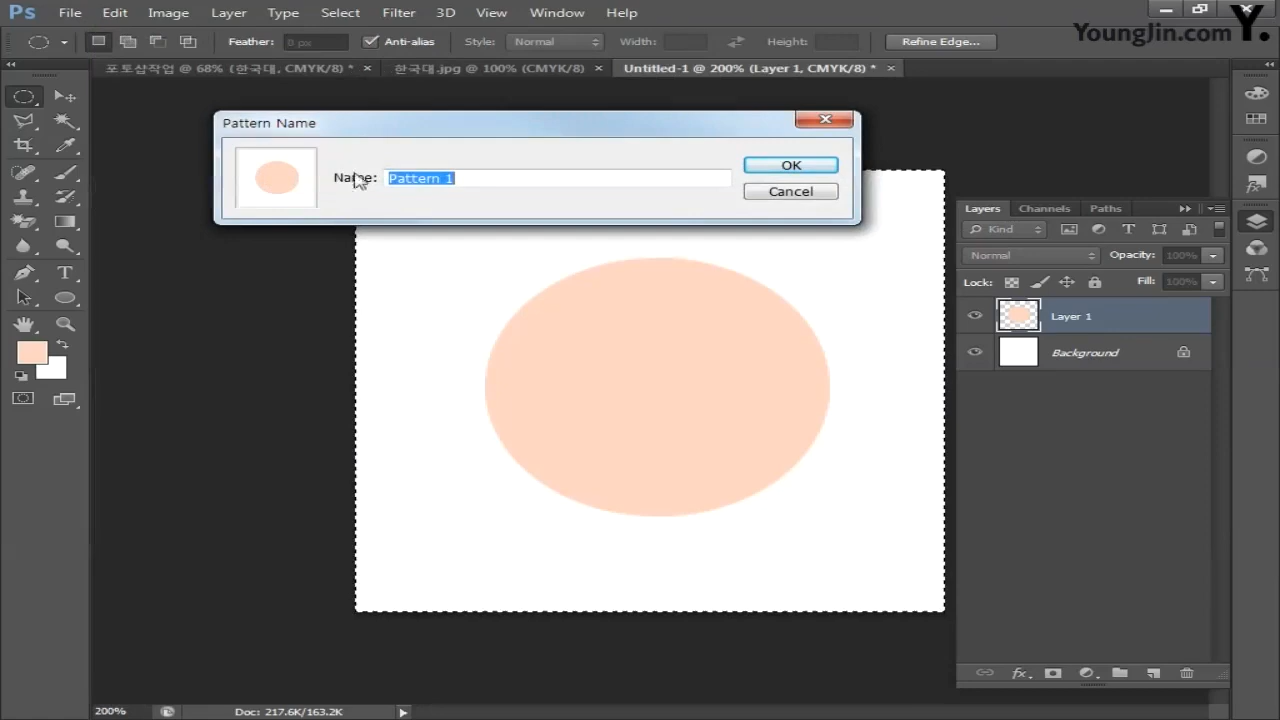 Ps File Edit Image Layer Type Select Filter 3D View Window Help
YoungJin.com Y.
Feather: 0 px Anti-alias Style: Normal Width: Height: Refine Edge...
포토샵작업 @ 68% (한국대, CMYK/8) * × 한국대.jpg @ 100% (CMYK/8) × Untitled-1 @ 200% (Layer 1, CMYK/8) * ×
Pattern Name
Name: Pattern 1
OK
Cancel
Layers Channels Paths
Kind
Normal Opacity: 100%
Lock: Fill: 100%
Layer 1
Background
200% Doc: 217.6K/163.2K